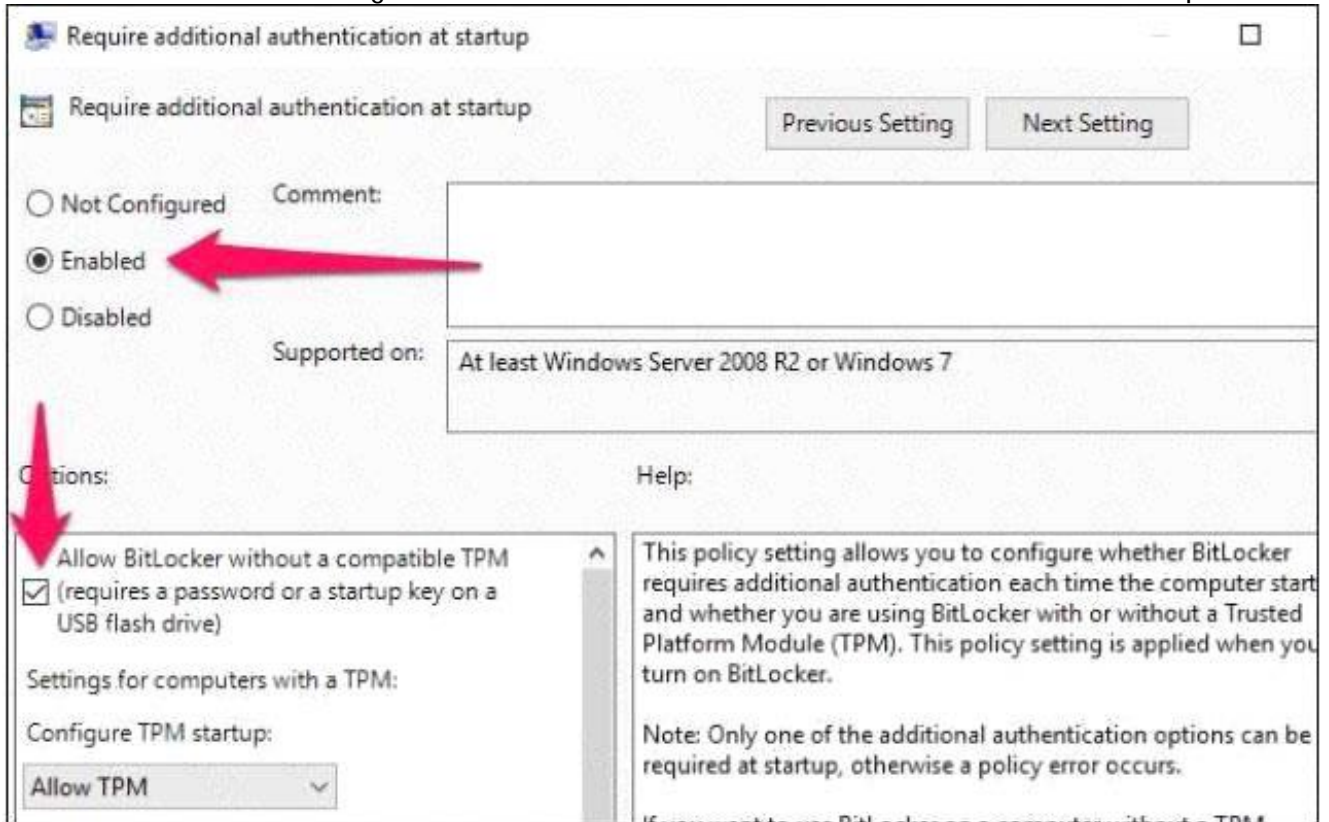 Require additional authentication at startup
Require additional authentication at startup
Previous Setting
Next Setting
Not Configured
Comment:
Enabled
Disabled
Supported on:
At least Windows Server 2008 R2 or Windows 7
Help:
Allow BitLocker without a compatible TPM
(requires a password or a startup key on a
USB flash drive)
Settings for computers with a TPM:
Configure TPM startup:
Allow TPM
This policy setting allows you to configure whether BitLocker
requires additional authentication each time the computer start
and whether you are using BitLocker with or without a Trusted
Platform Module (TPM). This policy setting is applied when you
turn on BitLocker.
Note: Only one of the additional authentication options can be
required at startup, otherwise a policy error occurs.